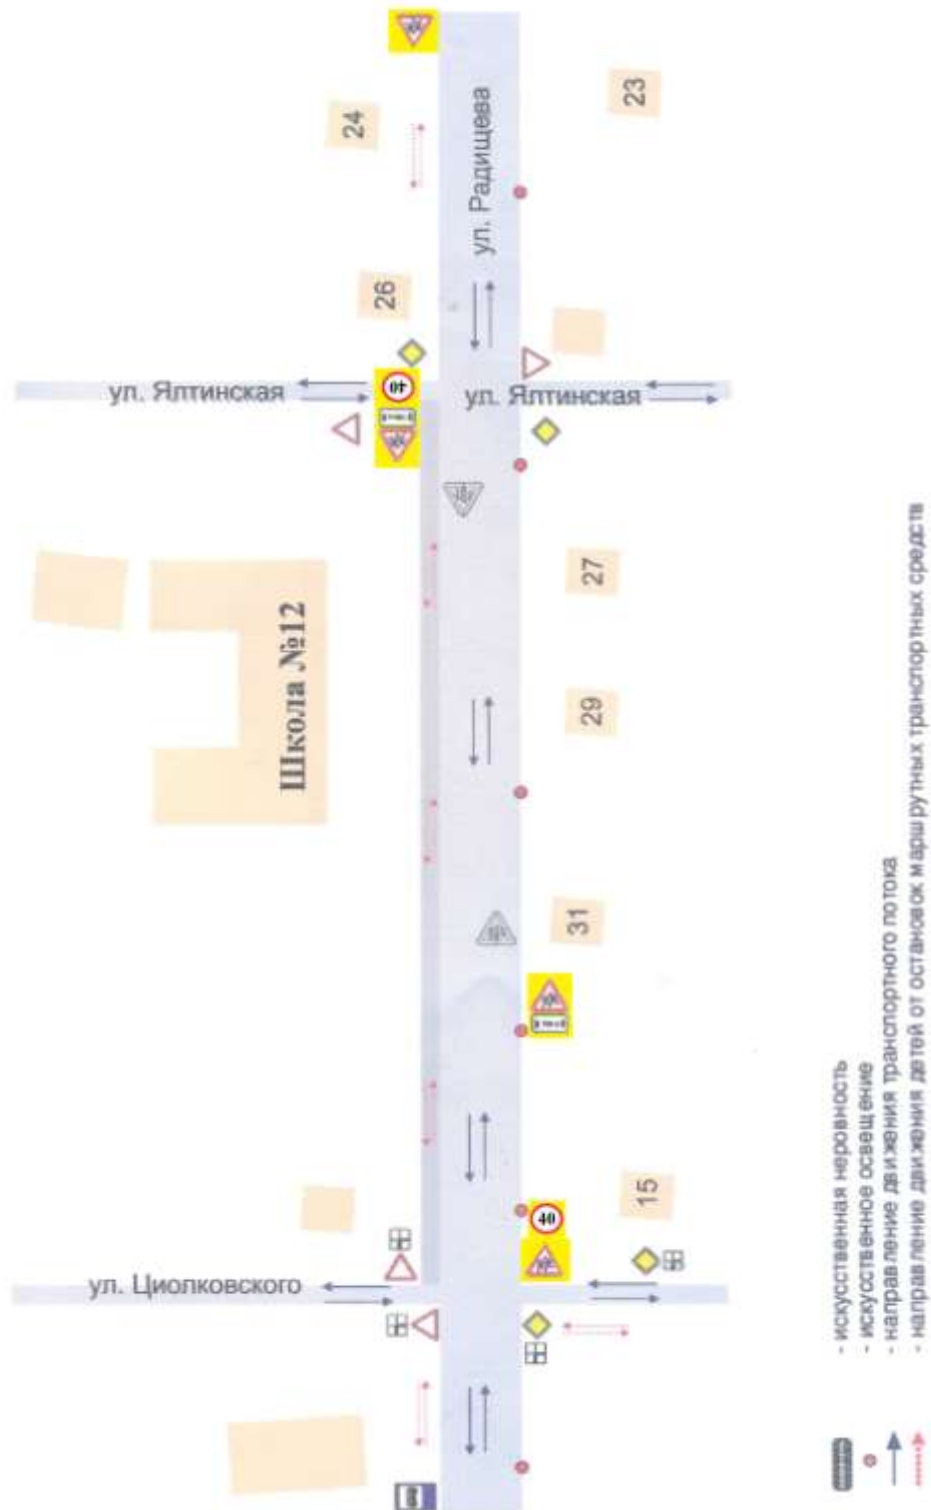 24
23
ул. Радищева
26
ул. Ялтинская
40
ул. Ялтинская
Школа №12
27
29
31
15
40
ул. Циолковского
- искусственная неровность
- искусственное освещение
- направление движения транспортного потока
- направление движения детей от остановок маршрутных транспортных средств